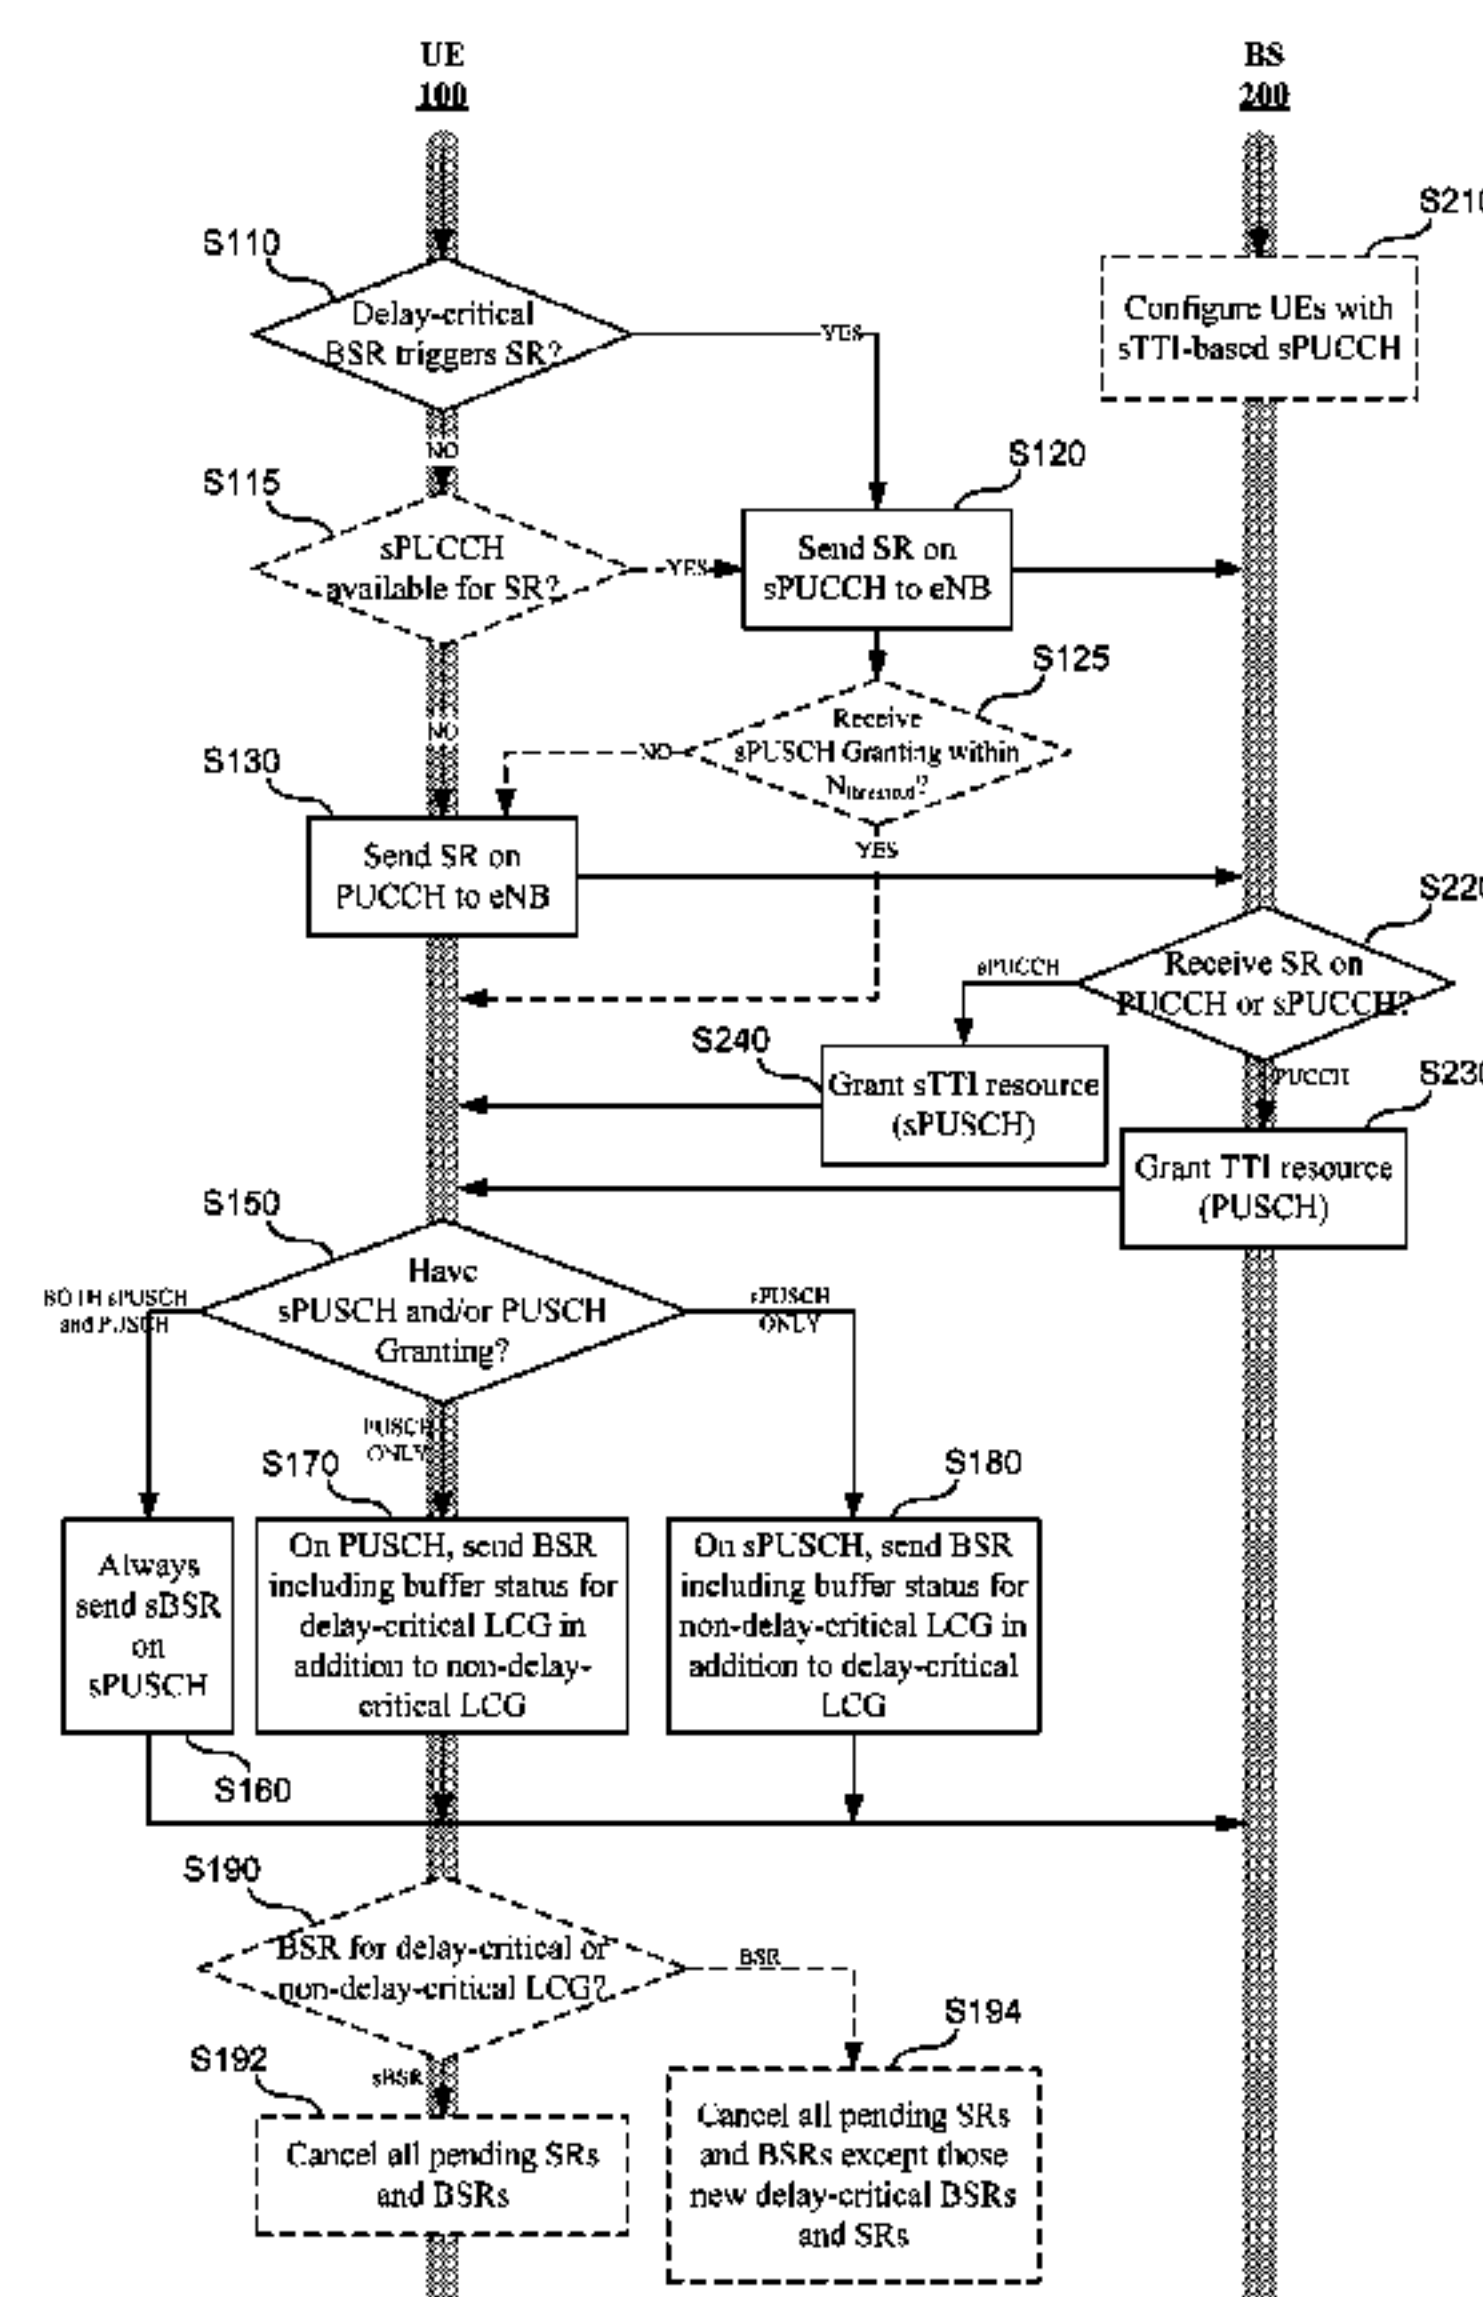 UE
100
BS
200
S210
Configure UEs with
sTTI-based sPUCCH
S110
Delay-critical
BSR triggers SR?
YES
NO
S115
sPUCCH
available for SR?
YES
S120
Send SR on
sPUCCH to eNB
NO
S125
Receive
sPUSCH Granting within
Nthreshold?
NO
YES
S130
Send SR on
PUCCH to eNB
S220
Receive SR on
PUCCH or sPUCCH?
sPUCCH
PUCCH
S240
Grant sTTI resource
(sPUSCH)
S230
Grant TTI resource
(PUSCH)
S150
Have
sPUSCH and/or PUSCH
Granting?
BOTH sPUSCH
and PUSCH
sPUSCH
ONLY
PUSCH
ONLY
S170
S180
Always
send sBSR
on
sPUSCH
S160
On PUSCH, send BSR
including buffer status for
delay-critical LCG in
addition to non-delay-
critical LCG
On sPUSCH, send BSR
including buffer status for
non-delay-critical LCG in
addition to delay-critical
LCG
S190
BSR for delay-critical or
non-delay-critical LCG?
BSR
sBSR
S192
Cancel all pending SRs
and BSRs
S194
Cancel all pending SRs
and BSRs except those
new delay-critical BSRs
and SRs